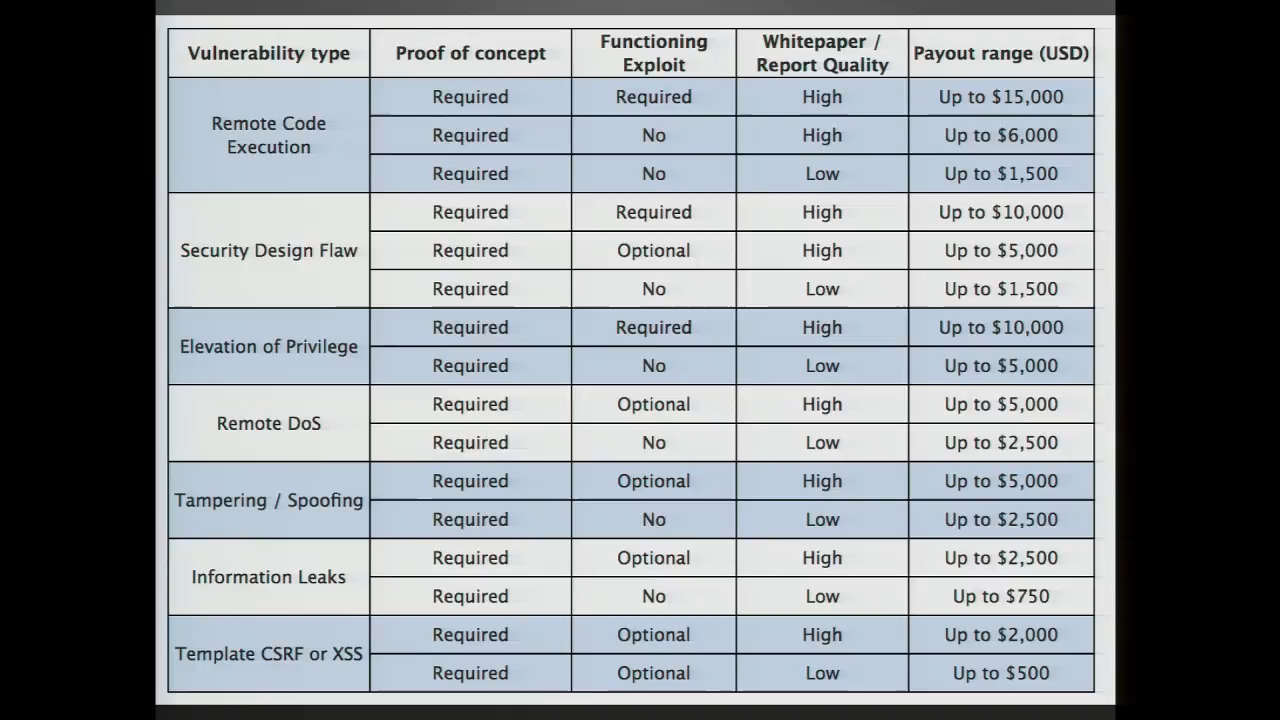 Vulnerability type Proof of concept Functioning Exploit Whitepaper / Report Quality Payout range (USD)
Remote Code Execution Required Required High Up to $15,000
Required No High Up to $6,000
Required No Low Up to $1,500
Security Design Flaw Required Required High Up to $10,000
Required Optional High Up to $5,000
Required No Low Up to $1,500
Elevation of Privilege Required Required High Up to $10,000
Required No Low Up to $5,000
Remote DoS Required Optional High Up to $5,000
Required No Low Up to $2,500
Tampering / Spoofing Required Optional High Up to $5,000
Required No Low Up to $2,500
Information Leaks Required Optional High Up to $2,500
Required No Low Up to $750
Template CSRF or XSS Required Optional High Up to $2,000
Required Optional Low Up to $500